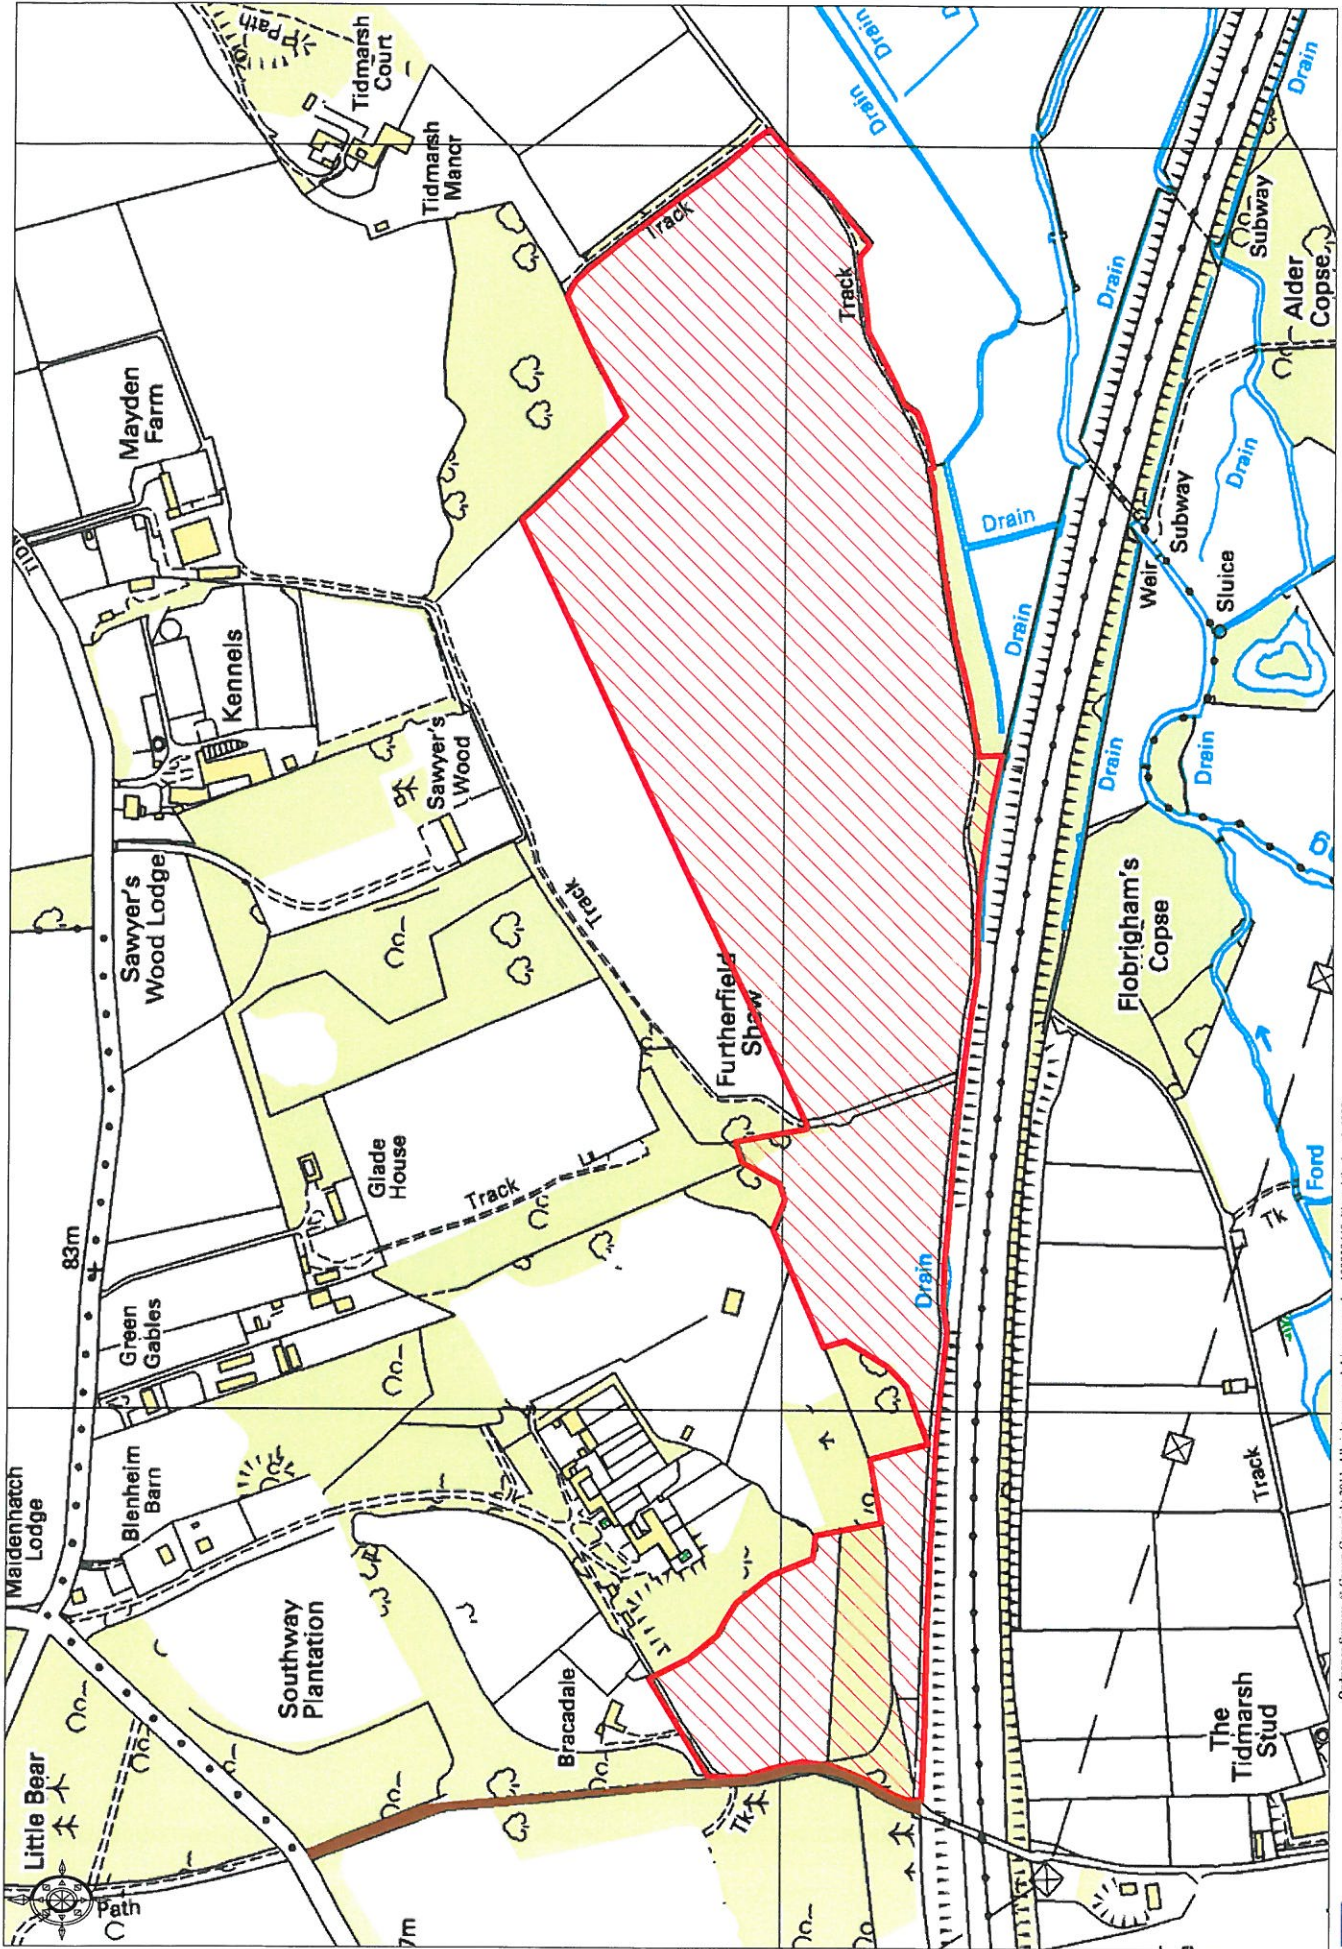 Little Bear
Path
Maidenhatch
Lodge
Blenheim
Barn
Green
Gables
83m
Southway
Plantation
Bracadale
Tk
7m
Glade
House
Track
Sawyer's
Wood Lodge
Kennels
Sawyer's
Wood
Track
Mayden
Farm
Path
Tidmarsh
Court
Tidmarsh
Manor
Track
Track
Furtherfield
Shaw
Drain
Drain
Drain
Drain
Drain
Drain
Drain
Drain
Subway
Alder
Copse
Weir
Subway
Sluice
Drain
Drain
Drain
Flobrigham's
Copse
Ford
Tk
Track
The
Tidmarsh
Stud